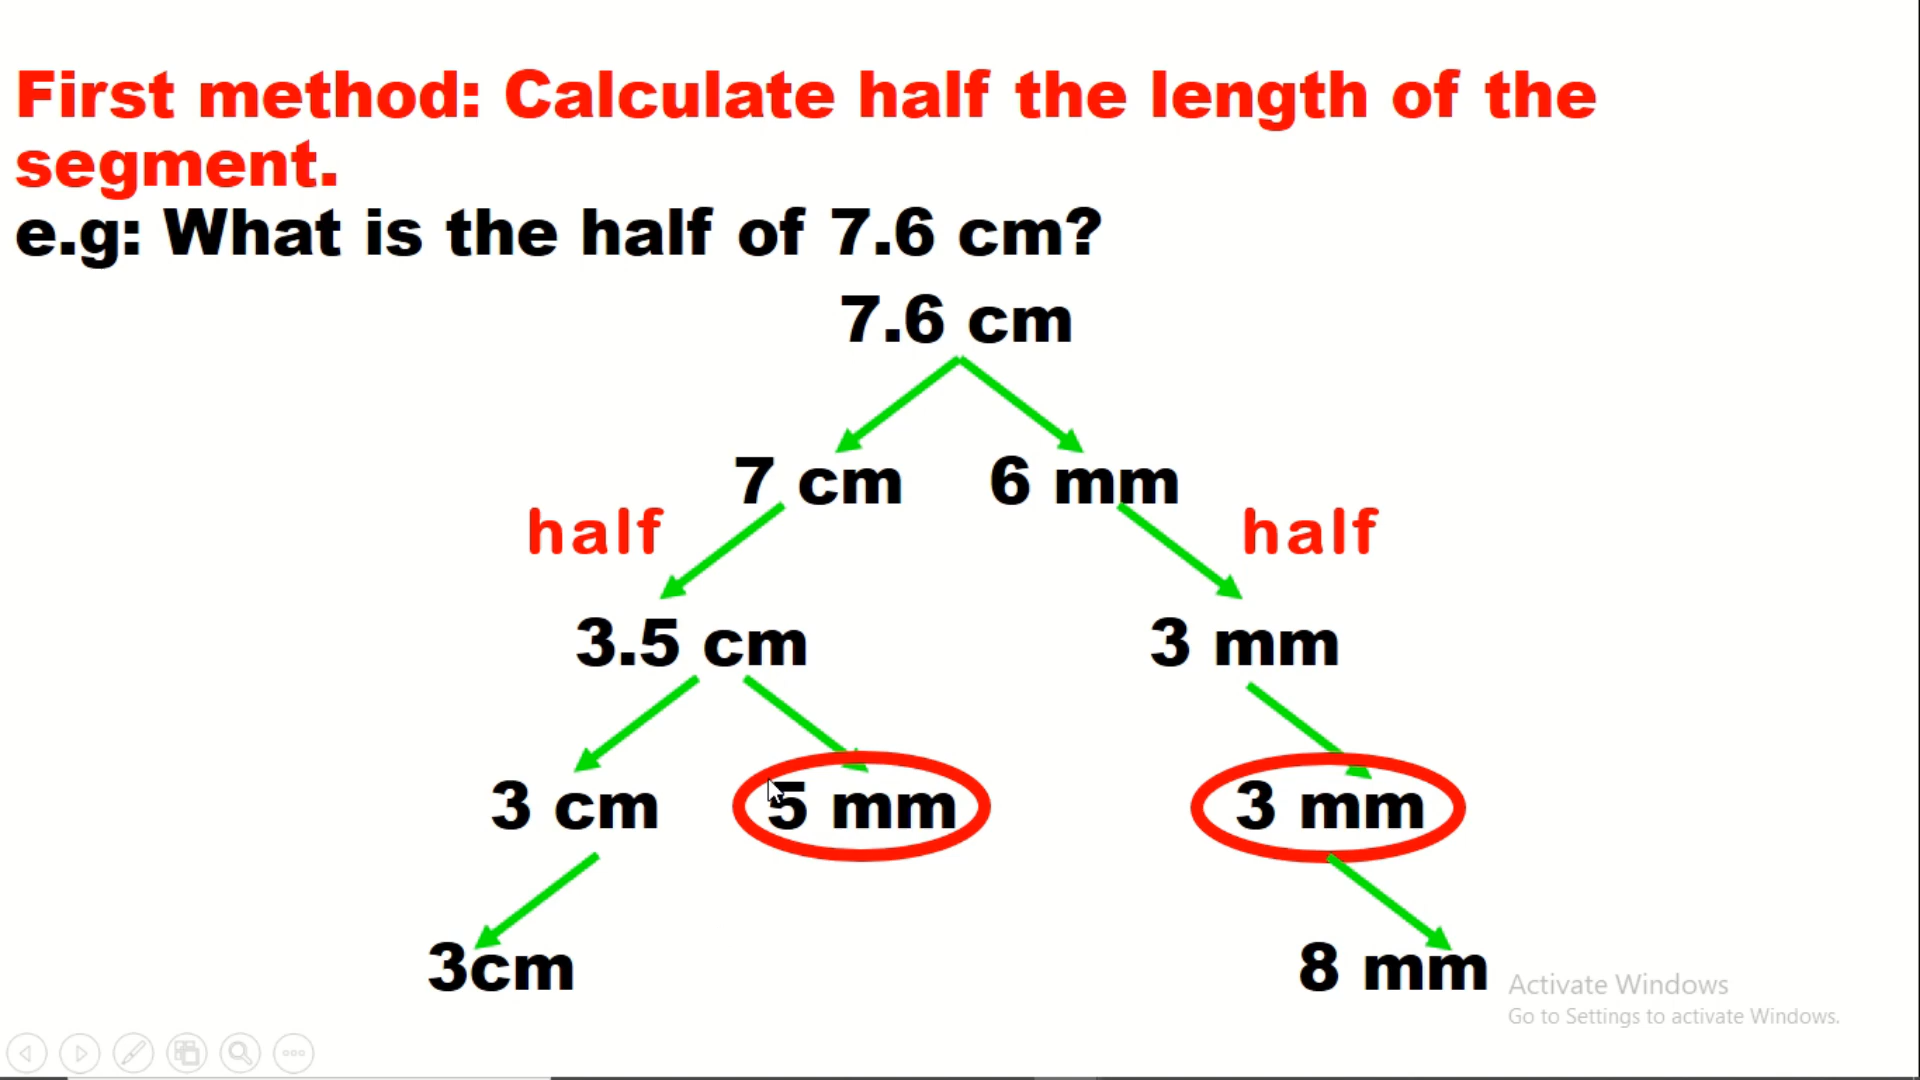 First method: Calculate half the length of the
segment.
e.g: What is the half of 7.6 cm?
7.6 cm
7 cm 6 mm
half half
3.5 cm 3 mm
3 cm 5 mm 3 mm
3cm 8 mm
Activate Windows
Go to Settings to activate Windows.